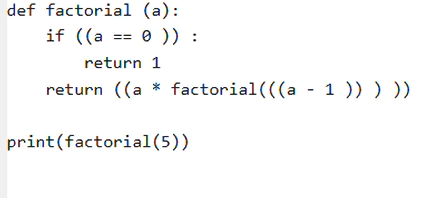 def factorial (a):
    if ((a == 0 )) :
        return 1
    return ((a * factorial(((a - 1 )) ) ))
print(factorial(5))